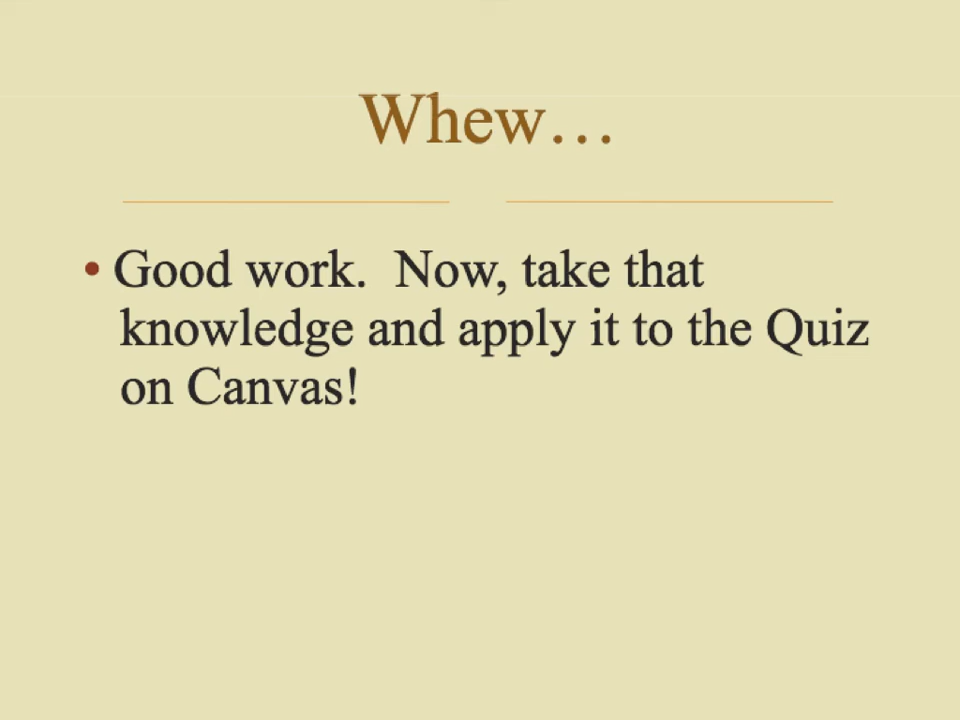 Whew…
• Good work.  Now, take that
knowledge and apply it to the Quiz
on Canvas!